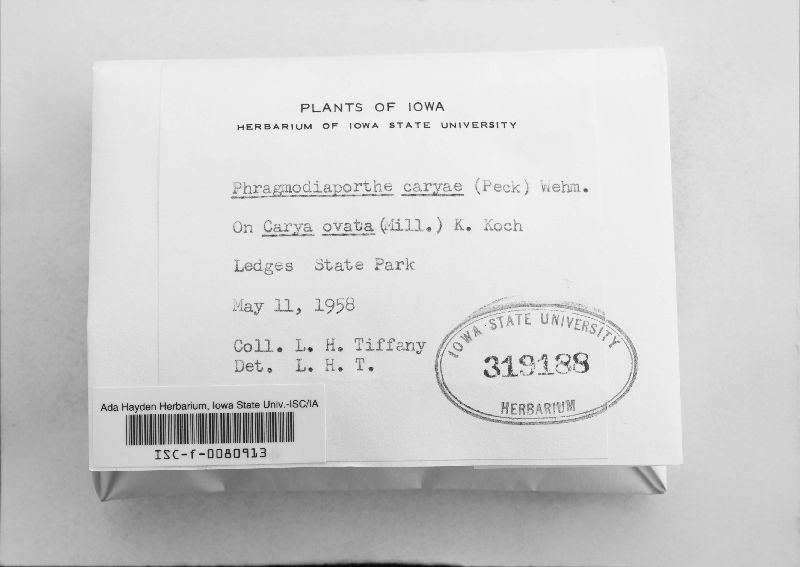 PLANTS OF IOWA
HERBARIUM OF IOWA STATE UNIVERSITY
Phragmodiaporthe caryae (Peck) Wehm.
On Carya ovata (Mill.) K. Koch
Ledges State Park
May 11, 1958
Coll. L. H. Tiffany
Det. L. H. T.
IOWA STATE UNIVERSITY
319188
HERBARIUM
Ada Hayden Herbarium, Iowa State Univ.-ISC/IA
ISC-f-0080913